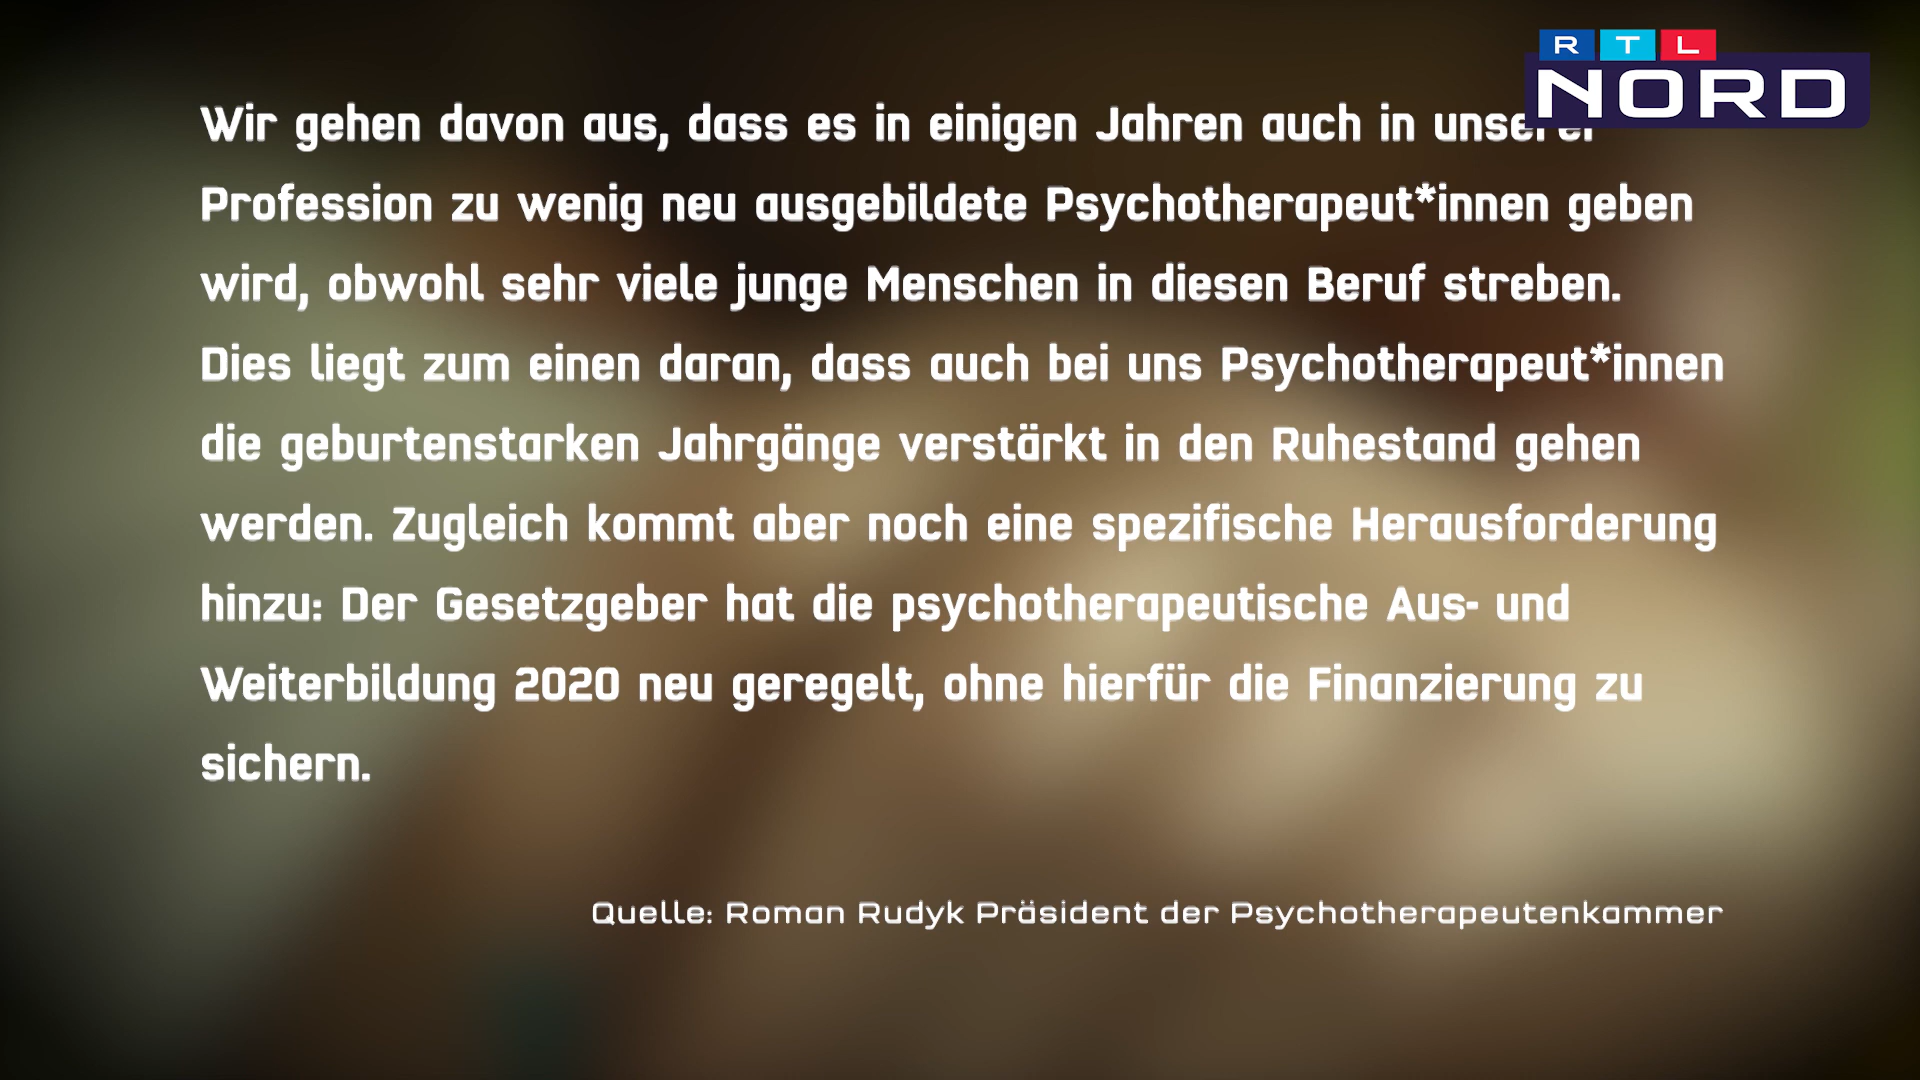 RTL
NORD
Wir gehen davon aus, dass es in einigen Jahren auch in unserer
Profession zu wenig neu ausgebildete Psychotherapeut*innen geben
wird, obwohl sehr viele junge Menschen in diesen Beruf streben.
Dies liegt zum einen daran, dass auch bei uns Psychotherapeut*innen
die geburtenstarken Jahrgänge verstärkt in den Ruhestand gehen
werden. Zugleich kommt aber noch eine spezifische Herausforderung
hinzu: Der Gesetzgeber hat die psychotherapeutische Aus- und
Weiterbildung 2020 neu geregelt, ohne hierfür die Finanzierung zu
sichern.
Quelle: Roman Rudyk Präsident der Psychotherapeutenkammer